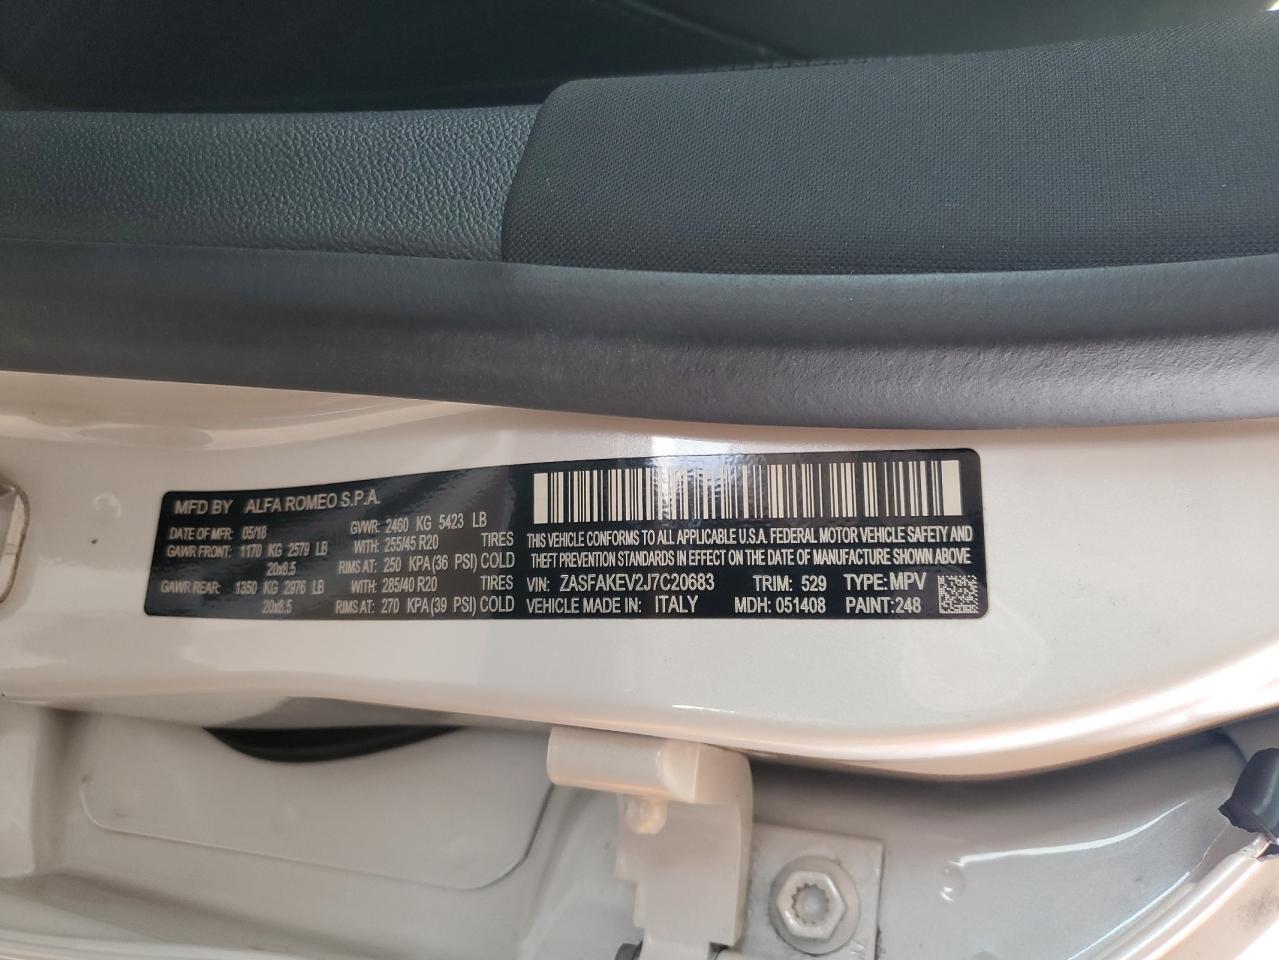 MFD BY ALFA ROMEO S.P.A.
DATE OF MFR: 05/18 GWWR: 2460 KG 5423 LB
GAWR FRONT: 1170 KG 2579 LB WITH: 255/45 R20 TIRES
20x8,5 RIMS AT: 250 KPA(36 PSI) COLD
GAWR REAR: 1350 KG 2976 LB WITH: 285/40 R20 TIRES
20x8,5 RIMS AT: 270 KPA(39 PSI) COLD
THIS VEHICLE CONFORMS TO ALL APPLICABLE U.S.A. FEDERAL MOTOR VEHICLE SAFETY AND
THEFT PREVENTION STANDARDS IN EFFECT ON THE DATE OF MANUFACTURE SHOWN ABOVE
VIN: ZASFAKEV2J7C20683 TRIM: 529 TYPE: MPV
VEHICLE MADE IN: ITALY MDH: 051408 PAINT:248